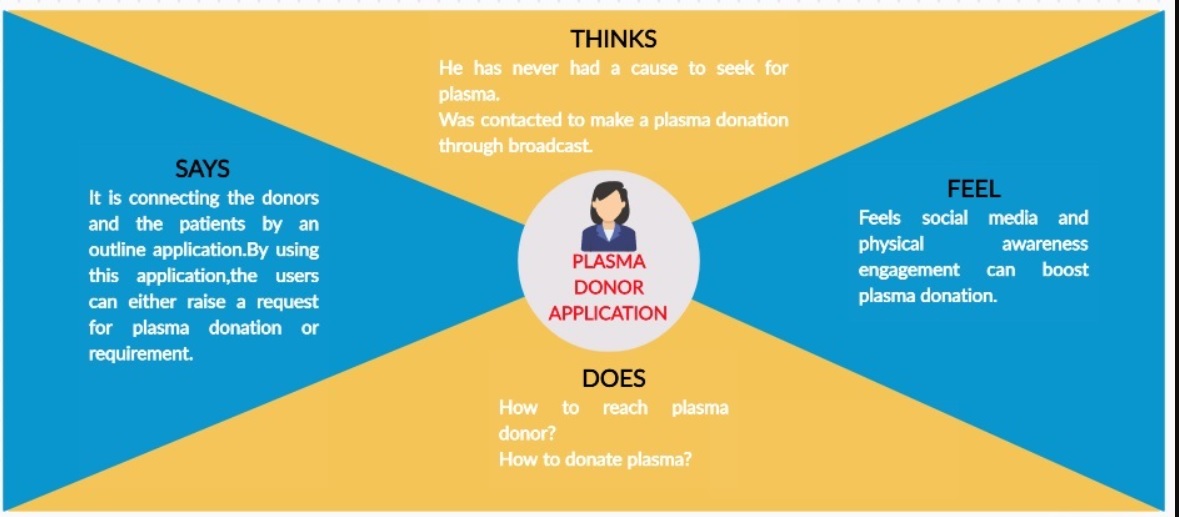 THINKS
He has never had a cause to seek for
plasma.
Was contacted to make a plasma donation
through broadcast.
SAYS
It is connecting the donors
and the patients by an
outline application.By using
this application,the users
can either raise a request
for plasma donation or
requirement.
PLASMA
DONOR
APPLICATION
FEEL
Feels social media and
physical awareness
engagement can boost
plasma donation.
DOES
How to reach plasma
donor?
How to donate plasma?